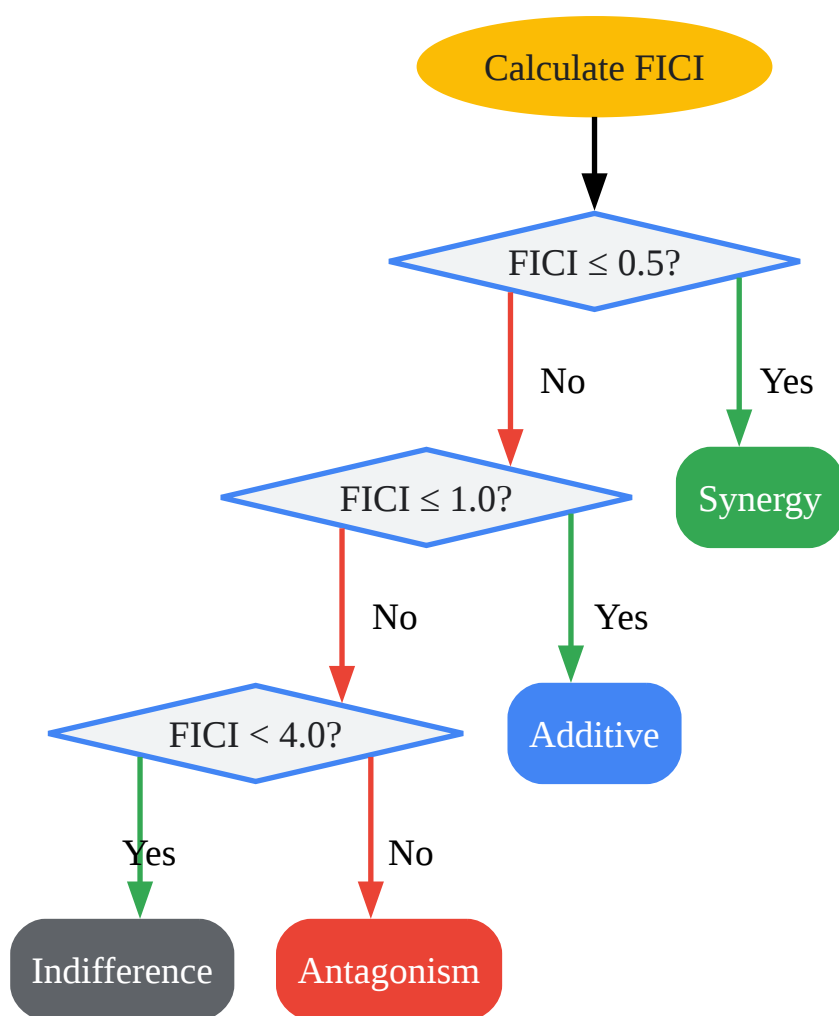 Calculate FICI
FICI ≤ 0.5?
No
Yes
FICI ≤ 1.0?
Synergy
No
Yes
FICI < 4.0?
Additive
Yes
No
Indifference
Antagonism